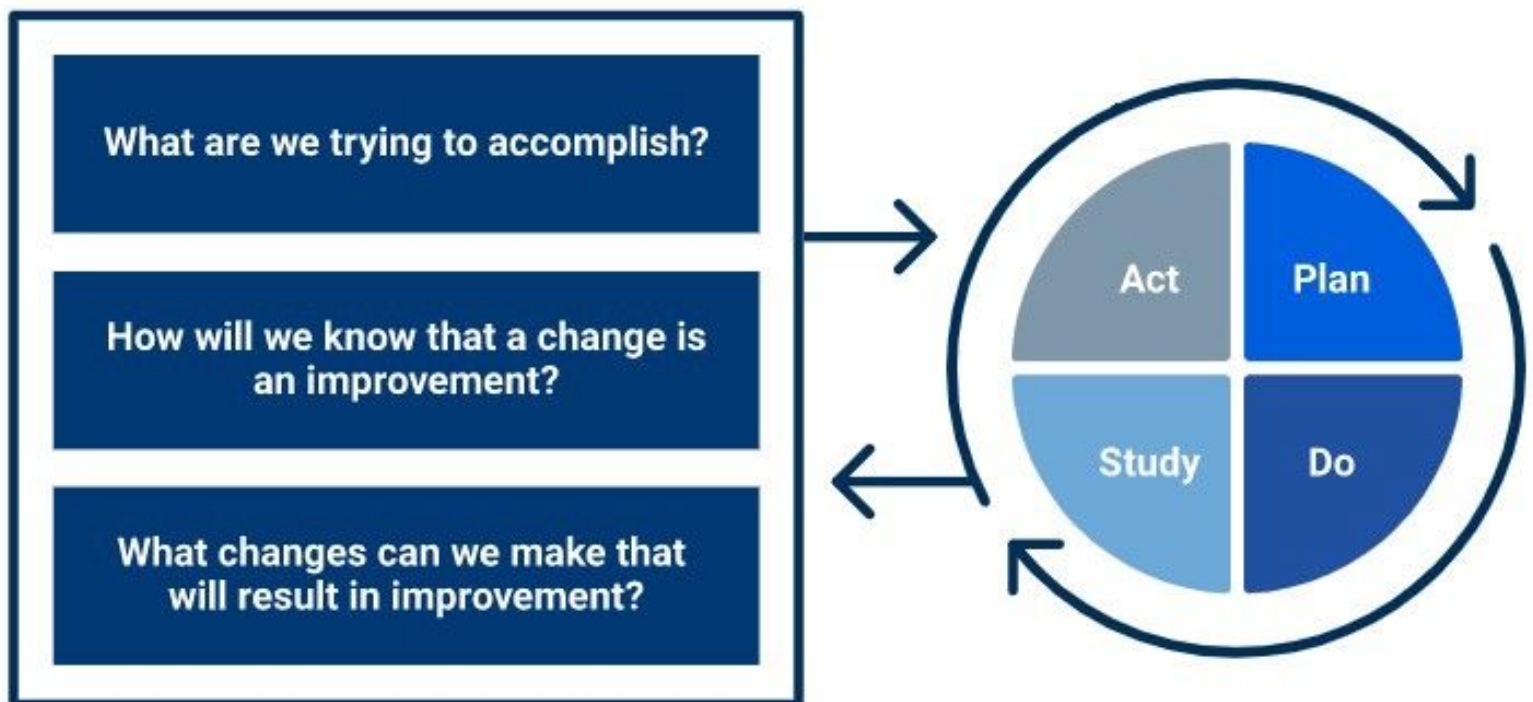 What are we trying to accomplish?
How will we know that a change is
an improvement?
What changes can we make that
will result in improvement?
Act
Plan
Study
Do